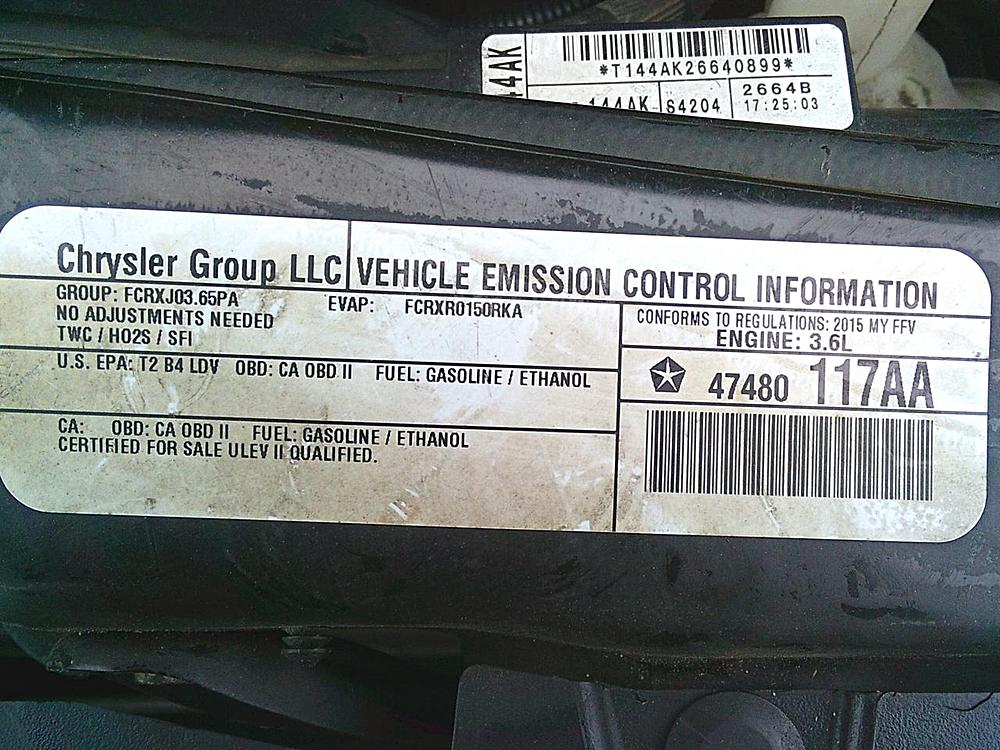 4AK
*T144AK26640899*
144AK S4204 2664B
17:25:03
Chrysler Group LLC VEHICLE EMISSION CONTROL INFORMATION
GROUP: FCRXJ03.65PA EVAP: FCRXR0150RKA
NO ADJUSTMENTS NEEDED
TWC / HO2S / SFI
CONFORMS TO REGULATIONS: 2015 MY FFV
ENGINE: 3.6L
U.S. EPA: T2 B4 LDV OBD: CA OBD II FUEL: GASOLINE / ETHANOL
47480 117AA
CA: OBD: CA OBD II FUEL: GASOLINE / ETHANOL
CERTIFIED FOR SALE ULEV II QUALIFIED.